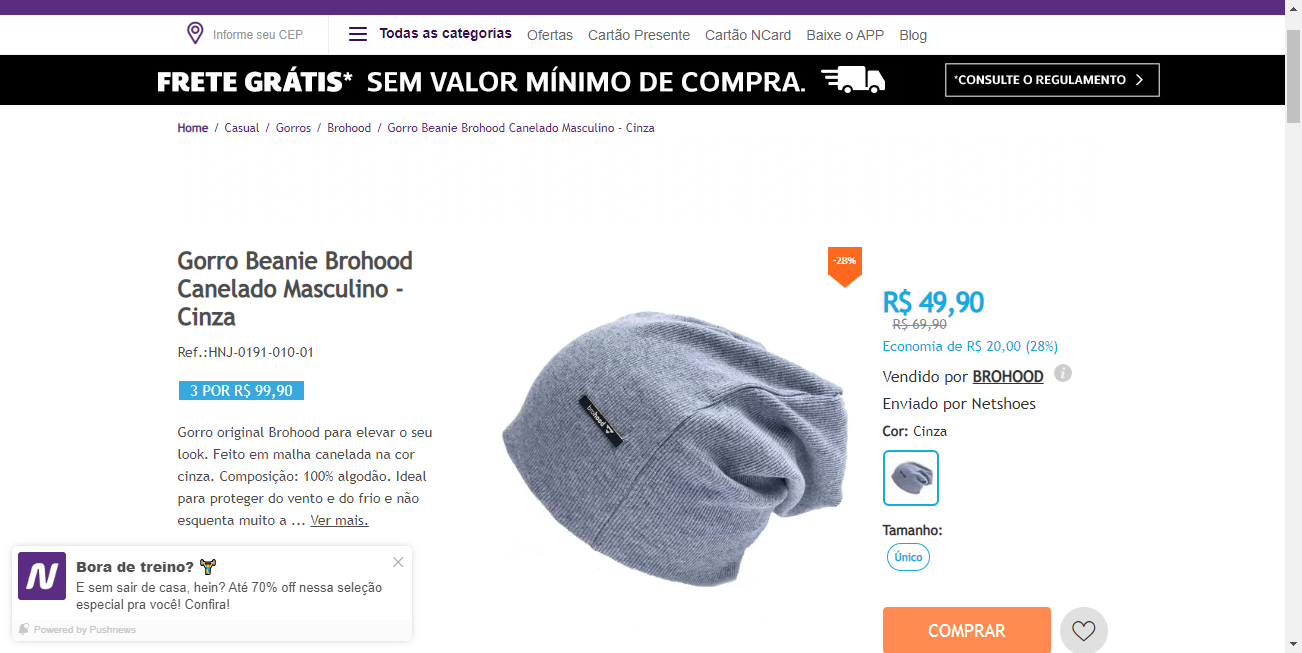 Informe seu CEP
Todas as categorias
Ofertas
Cartão Presente
Cartão NCard
Baixe o APP
Blog
FRETE GRÁTIS* SEM VALOR MÍNIMO DE COMPRA.
*CONSULTE O REGULAMENTO
Home / Casual / Gorros / Brohood / Gorro Beanie Brohood Canelado Masculino - Cinza
Gorro Beanie Brohood
Canelado Masculino -
Cinza
Ref.:HNJ-0191-010-01
3 POR R$ 99,90
Gorro original Brohood para elevar o seu
look. Feito em malha canelada na cor
cinza. Composição: 100% algodão. Ideal
para proteger do vento e do frio e não
esquenta muito a ... Ver mais.
brohood
-28%
R$ 49,90
R$ 69,90
Economia de R$ 20,00 (28%)
Vendido por BROHOOD
i
Enviado por Netshoes
Cor: Cinza
Tamanho:
Único
COMPRAR
N
Bora de treino?
E sem sair de casa, hein? Até 70% off nessa seleção
especial pra você! Confira!
Powered by Pushnews